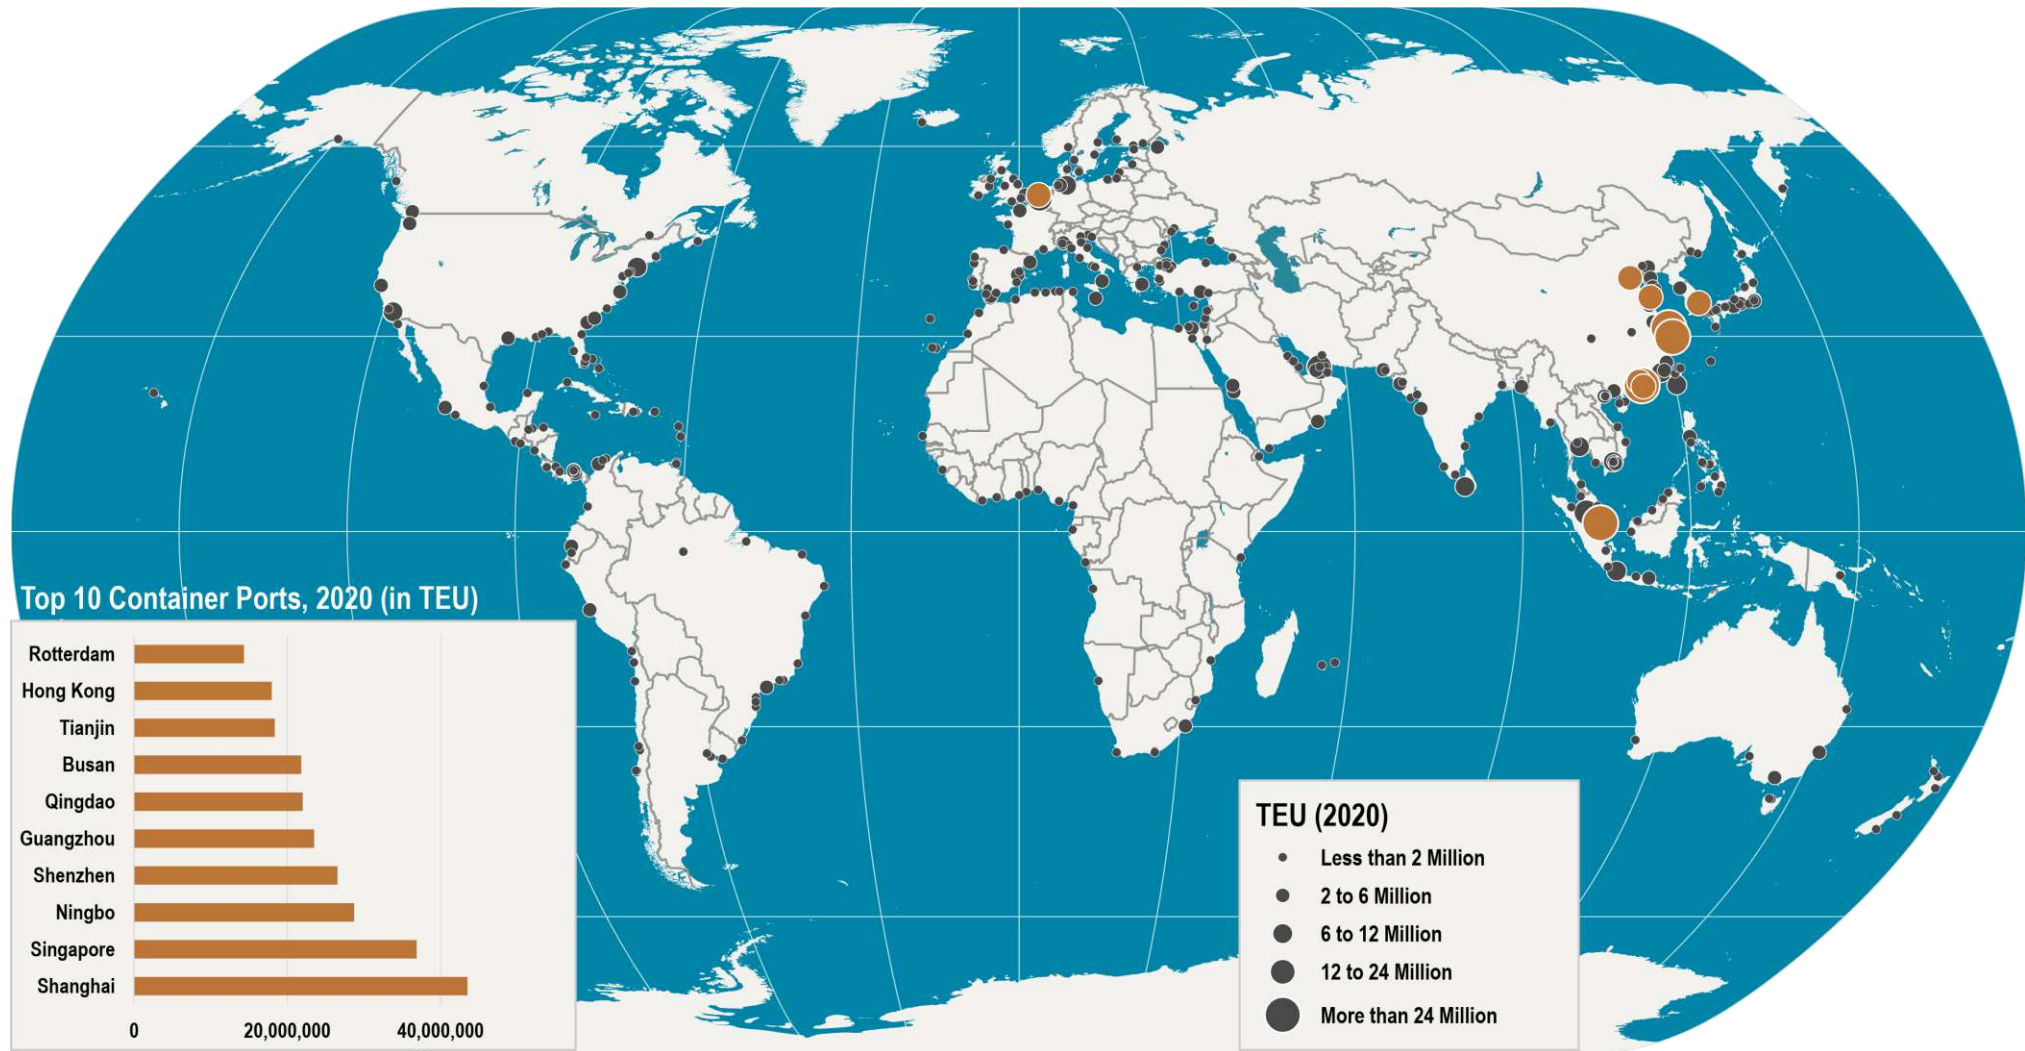 Top 10 Container Ports, 2020 (in TEU)
Rotterdam
Hong Kong
Tianjin
Busan
Qingdao
Guangzhou
Shenzhen
Ningbo
Singapore
Shanghai
0 20,000,000 40,000,000
TEU (2020)
Less than 2 Million
2 to 6 Million
6 to 12 Million
12 to 24 Million
More than 24 Million